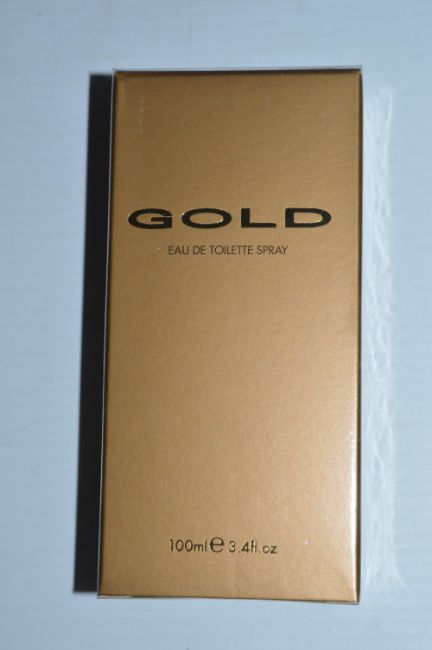 GOLD
EAU DE TOILETTE SPRAY
100ml ℮ 3.4fl.oz